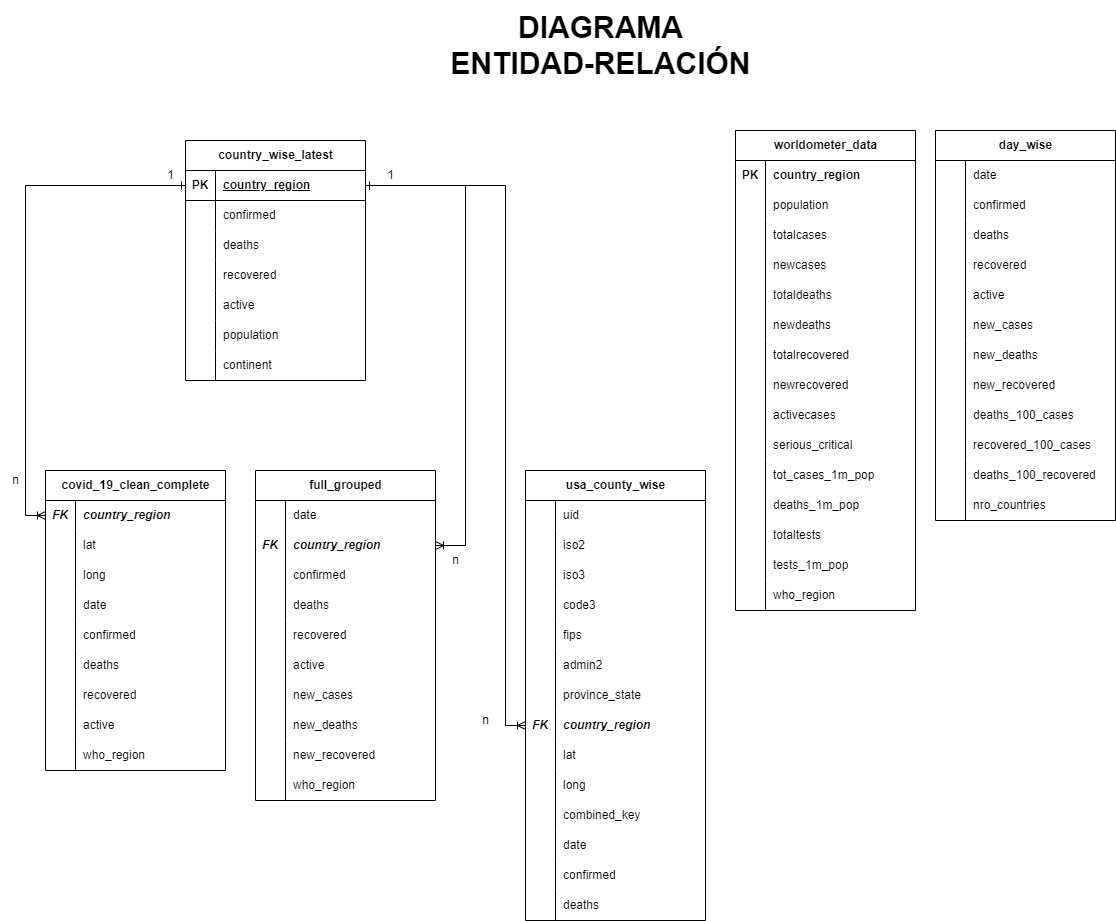 DIAGRAMA
ENTIDAD-RELACIÓN
country_wise_latest
1
PK country_region
1
confirmed
deaths
recovered
active
population
continent
worldometer_data
PK country_region
population
totalcases
newcases
totaldeaths
newdeaths
totalrecovered
newrecovered
activecases
serious_critical
tot_cases_1m_pop
deaths_1m_pop
totaltests
tests_1m_pop
who_region
day_wise
date
confirmed
deaths
recovered
active
new_cases
new_deaths
new_recovered
deaths_100_cases
recovered_100_cases
deaths_100_recovered
nro_countries
n
covid_19_clean_complete
FK country_region
lat
long
date
confirmed
deaths
recovered
active
who_region
full_grouped
date
FK country_region
n
confirmed
deaths
recovered
active
new_cases
new_deaths
new_recovered
who_region
usa_county_wise
uid
iso2
iso3
code3
fips
admin2
province_state
n
FK country_region
lat
long
combined_key
date
confirmed
deaths